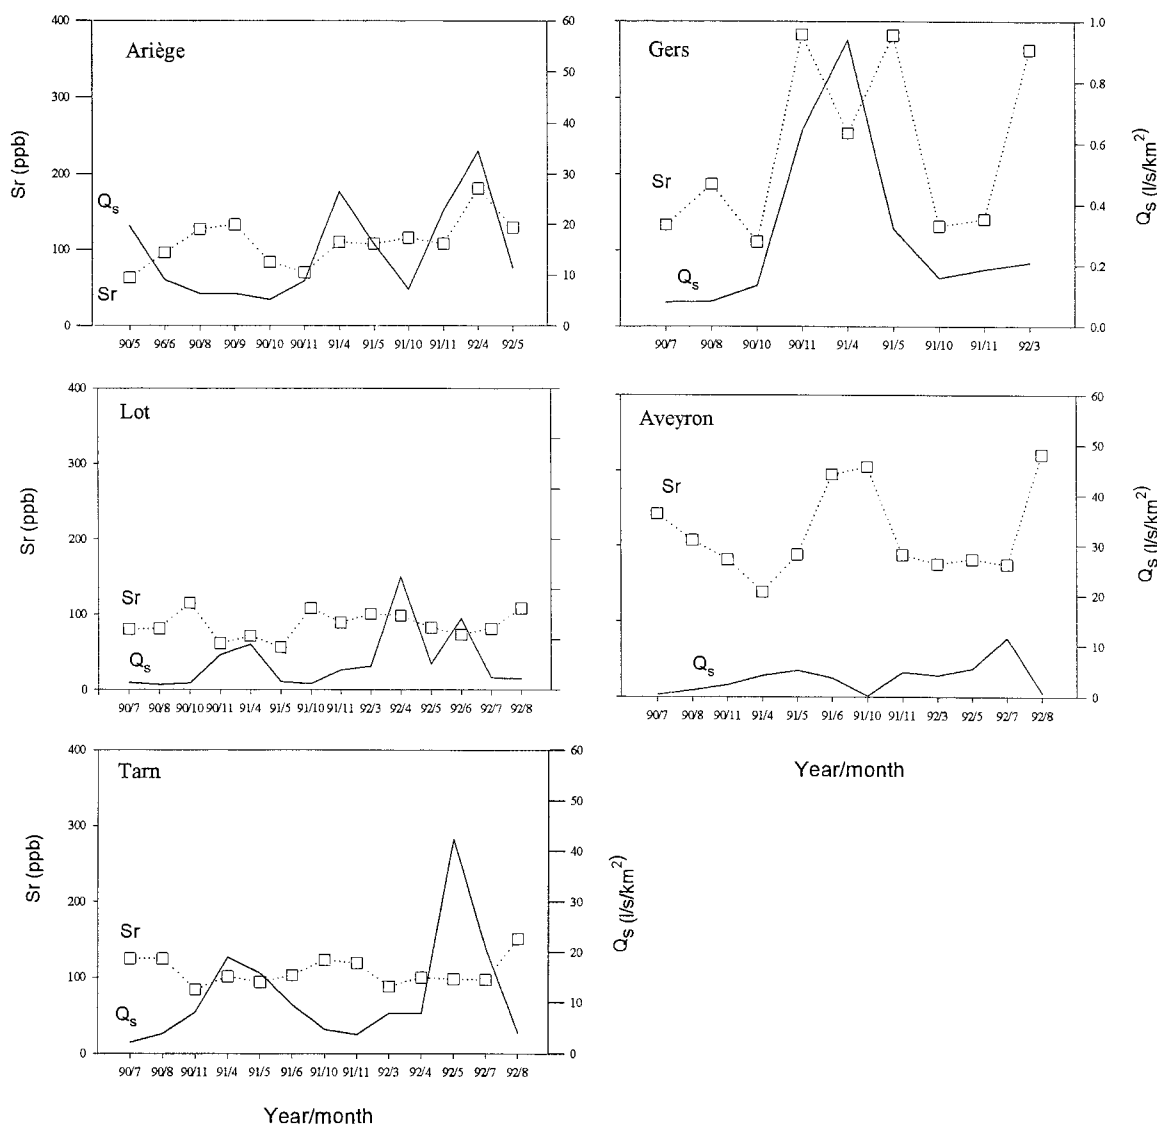 Ariège
Sr (ppb)
400
300
200
100
0
Qs
Sr
60
50
40
30
20
10
0
90/5 96/6 90/8 90/9 90/10 90/11 91/4 91/5 91/10 91/11 92/4 92/5
Gers
Sr
Qs
1.0
0.8
0.6
0.4
0.2
0.0
Qs (l/s/km2)
90/7 90/8 90/10 90/11 91/4 91/5 91/10 91/11 92/3
Lot
Sr (ppb)
400
300
200
100
0
Sr
Qs
90/7 90/8 90/10 90/11 91/4 91/5 91/10 91/11 92/3 92/4 92/5 92/6 92/7 92/8
Aveyron
Sr
Qs
60
50
40
30
20
10
0
Qs (l/s/km2)
90/7 90/8 90/11 91/4 91/5 91/6 91/10 91/11 92/3 92/5 92/7 92/8
Year/month
Tarn
Sr (ppb)
400
300
200
100
0
Sr
Qs
60
50
40
30
20
10
0
Qs (l/s/km2)
90/7 90/8 90/11 91/4 91/5 91/6 91/10 91/11 92/3 92/4 92/5 92/7 92/8
Year/month